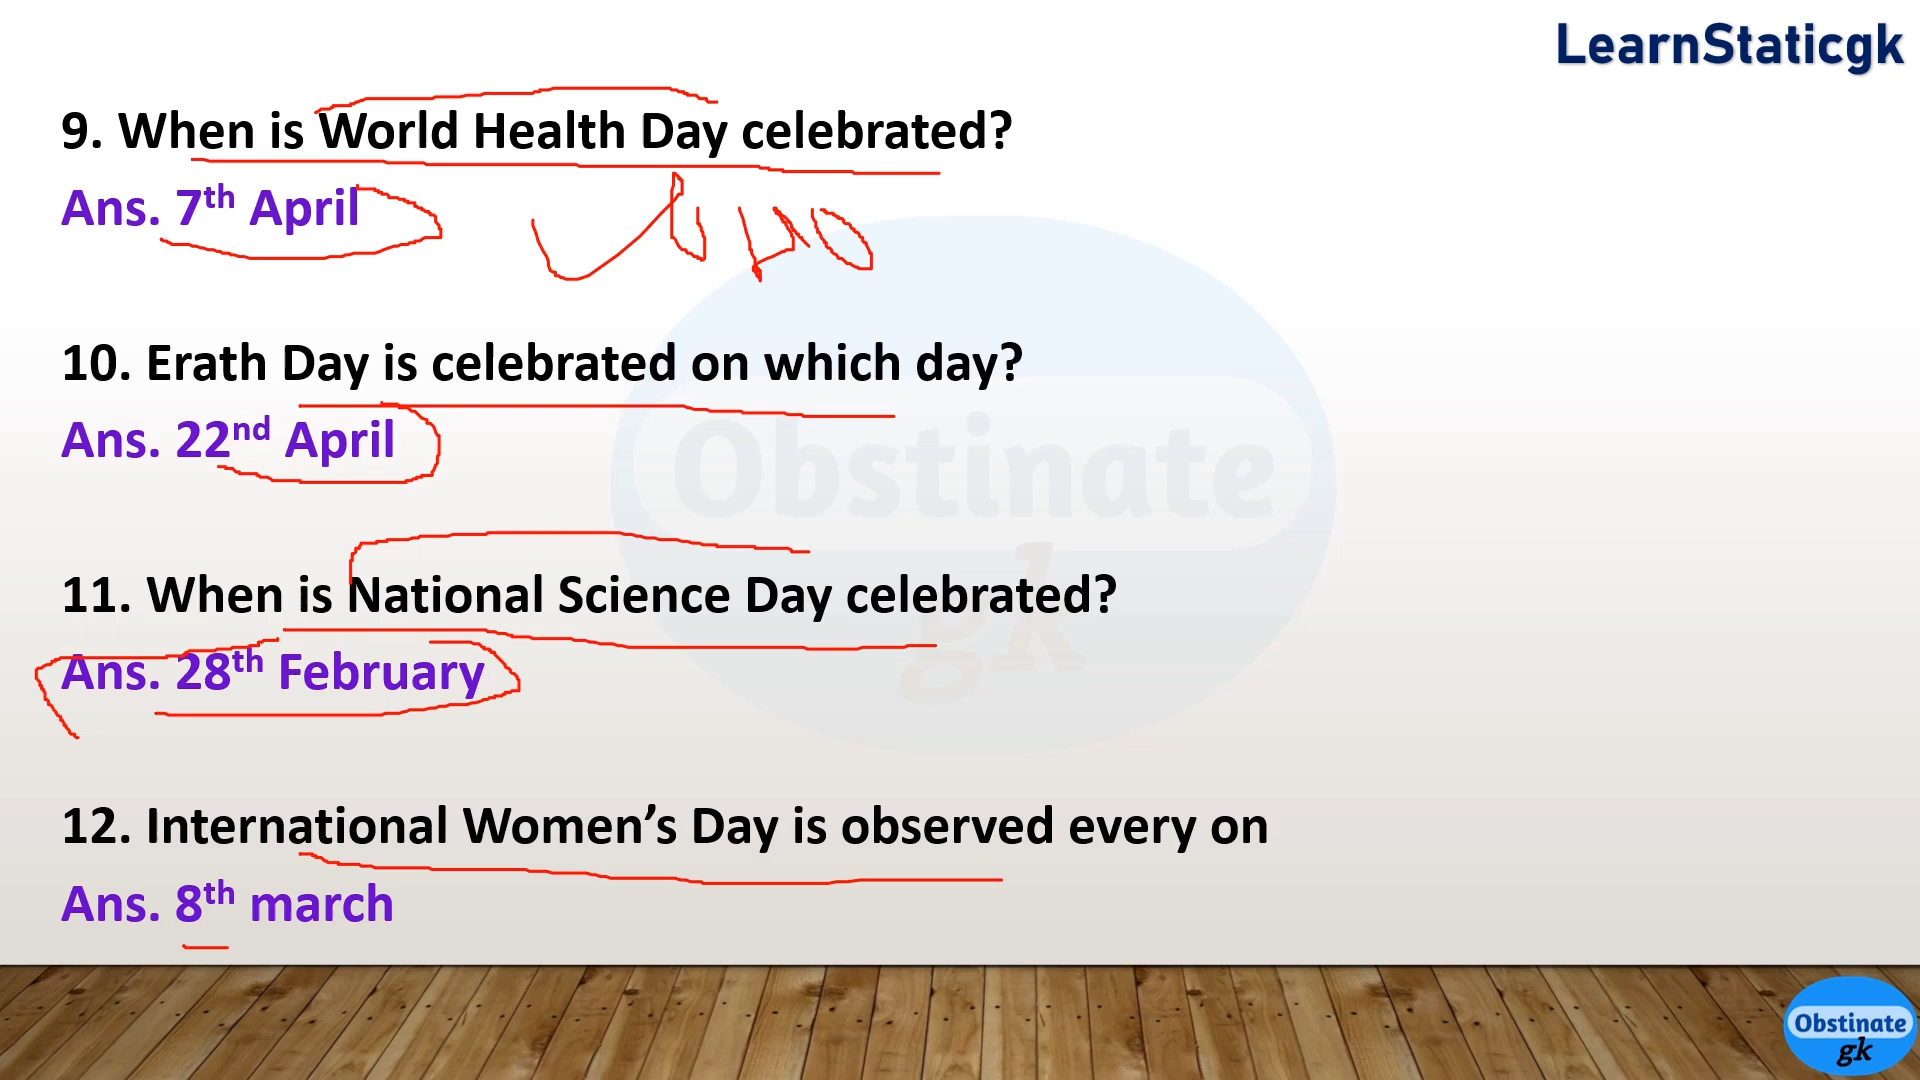 LearnStaticgk
9. When is World Health Day celebrated?
Ans. 7th April
10. Erath Day is celebrated on which day?
Ans. 22nd April
11. When is National Science Day celebrated?
Ans. 28th February
12. International Women’s Day is observed every on
Ans. 8th march
Obstinate
gk
Obstinate
gk